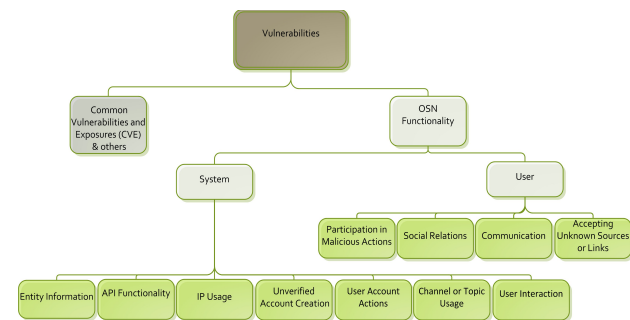 Vulnerabilities
Common
Vulnerabilities and
Exposures (CVE)
& others
OSN
Functionality
System
User
Participation in
Malicious Actions
Social Relations
Communication
Accepting
Unknown Sources
or Links
Entity Information
API Functionality
IP Usage
Unverified
Account Creation
User Account
Actions
Channel or Topic
Usage
User Interaction